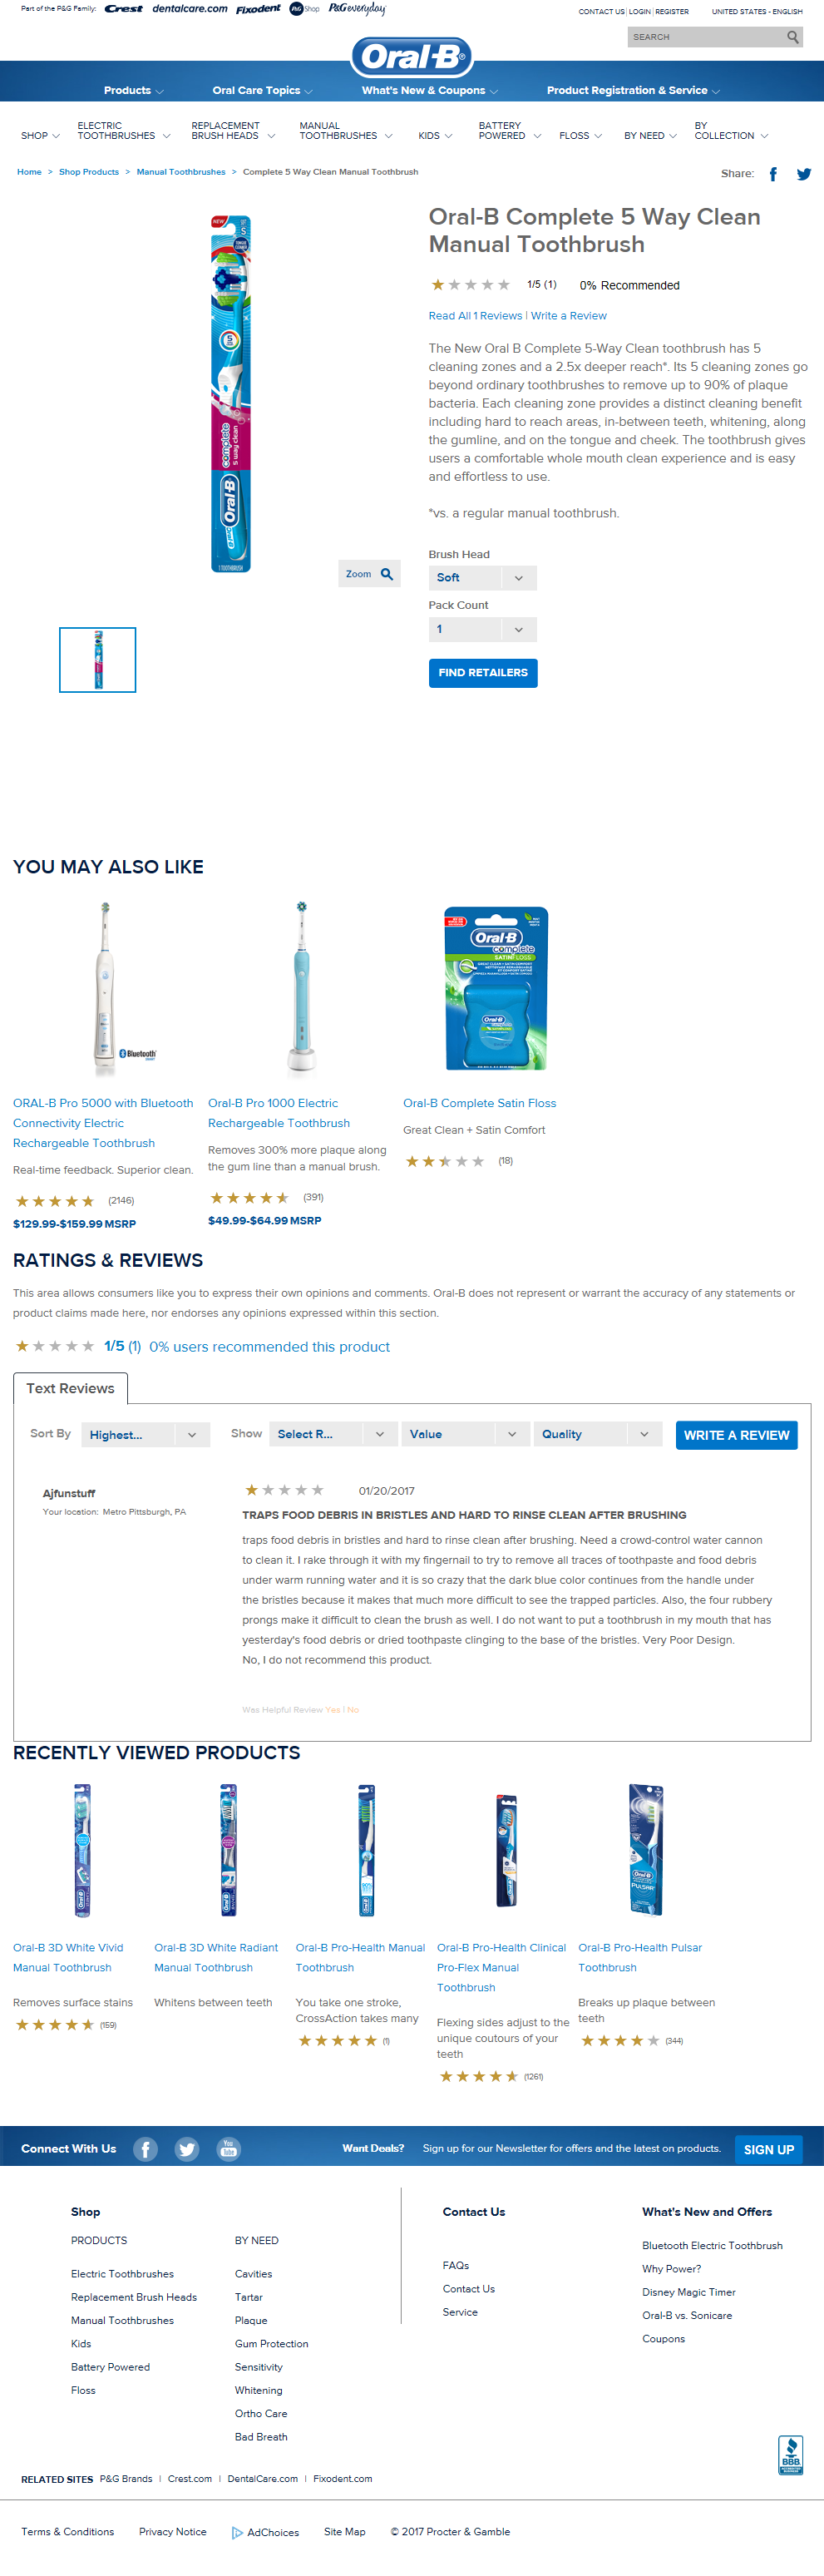 Part of the P&G Family: Crest dentalcare.com Fixodent P&G Shop P&G everyday
CONTACT US | LOGIN | REGISTER UNITED STATES - ENGLISH
SEARCH
Oral-B
Products Oral Care Topics What's New & Coupons Product Registration & Service
SHOP ELECTRIC TOOTHBRUSHES REPLACEMENT BRUSH HEADS MANUAL TOOTHBRUSHES KIDS BATTERY POWERED FLOSS BY NEED BY COLLECTION
Home > Shop Products > Manual Toothbrushes > Complete 5 Way Clean Manual Toothbrush
Share:
Oral-B Complete 5 Way Clean
Manual Toothbrush
1/5 (1) 0% Recommended
Read All 1 Reviews | Write a Review
The New Oral B Complete 5-Way Clean toothbrush has 5
cleaning zones and a 2.5x deeper reach*. Its 5 cleaning zones go
beyond ordinary toothbrushes to remove up to 90% of plaque
bacteria. Each cleaning zone provides a distinct cleaning benefit
including hard to reach areas, in-between teeth, whitening, along
the gumline, and on the tongue and cheek. The toothbrush gives
users a comfortable whole mouth clean experience and is easy
and effortless to use.
*vs. a regular manual toothbrush.
NEW
S
5
complete
5 way clean
Oral-B
1 TOOTHBRUSH
Zoom
Brush Head
Soft
Pack Count
1
FIND RETAILERS
YOU MAY ALSO LIKE
Bluetooth
Oral-B
complete
SATIN FLOSS
Oral-B
ORAL-B Pro 5000 with Bluetooth
Connectivity Electric
Rechargeable Toothbrush
Real-time feedback. Superior clean.
(2146)
$129.99-$159.99 MSRP
Oral-B Pro 1000 Electric
Rechargeable Toothbrush
Removes 300% more plaque along
the gum line than a manual brush.
(391)
$49.99-$64.99 MSRP
Oral-B Complete Satin Floss
Great Clean + Satin Comfort
(18)
RATINGS & REVIEWS
This area allows consumers like you to express their own opinions and comments. Oral-B does not represent or warrant the accuracy of any statements or
product claims made here, nor endorses any opinions expressed within this section.
1/5 (1) 0% users recommended this product
Text Reviews
Sort By Highest... Show Select R... Value Quality WRITE A REVIEW
Ajfunstuff
Your location: Metro Pittsburgh, PA
01/20/2017
TRAPS FOOD DEBRIS IN BRISTLES AND HARD TO RINSE CLEAN AFTER BRUSHING
traps food debris in bristles and hard to rinse clean after brushing. Need a crowd-control water cannon
to clean it. I rake through it with my fingernail to try to remove all traces of toothpaste and food debris
under warm running water and it is so crazy that the dark blue color continues from the handle under
the bristles because it makes that much more difficult to see the trapped particles. Also, the four rubbery
prongs make it difficult to clean the brush as well. I do not want to put a toothbrush in my mouth that has
yesterday's food debris or dried toothpaste clinging to the base of the bristles. Very Poor Design.
No, I do not recommend this product.
Was Helpful Review Yes | No
RECENTLY VIEWED PRODUCTS
Oral-B 3D White Vivid
Manual Toothbrush
Removes surface stains
(159)
Oral-B 3D White Radiant
Manual Toothbrush
Whitens between teeth
Oral-B Pro-Health Manual
Toothbrush
You take one stroke,
CrossAction takes many
(1)
Oral-B Pro-Health Clinical
Pro-Flex Manual
Toothbrush
Flexing sides adjust to the
unique coutours of your
teeth
(1261)
PULSAR
Oral-B Pro-Health Pulsar
Toothbrush
Breaks up plaque between
teeth
(344)
Connect With Us
You Tube
Want Deals? Sign up for our Newsletter for offers and the latest on products. SIGN UP
Shop
PRODUCTS
Electric Toothbrushes
Replacement Brush Heads
Manual Toothbrushes
Kids
Battery Powered
Floss
BY NEED
Cavities
Tartar
Plaque
Gum Protection
Sensitivity
Whitening
Ortho Care
Bad Breath
Contact Us
FAQs
Contact Us
Service
What's New and Offers
Bluetooth Electric Toothbrush
Why Power?
Disney Magic Timer
Oral-B vs. Sonicare
Coupons
BBB
RELATED SITES P&G Brands | Crest.com | DentalCare.com | Fixodent.com
Terms & Conditions Privacy Notice AdChoices Site Map © 2017 Procter & Gamble